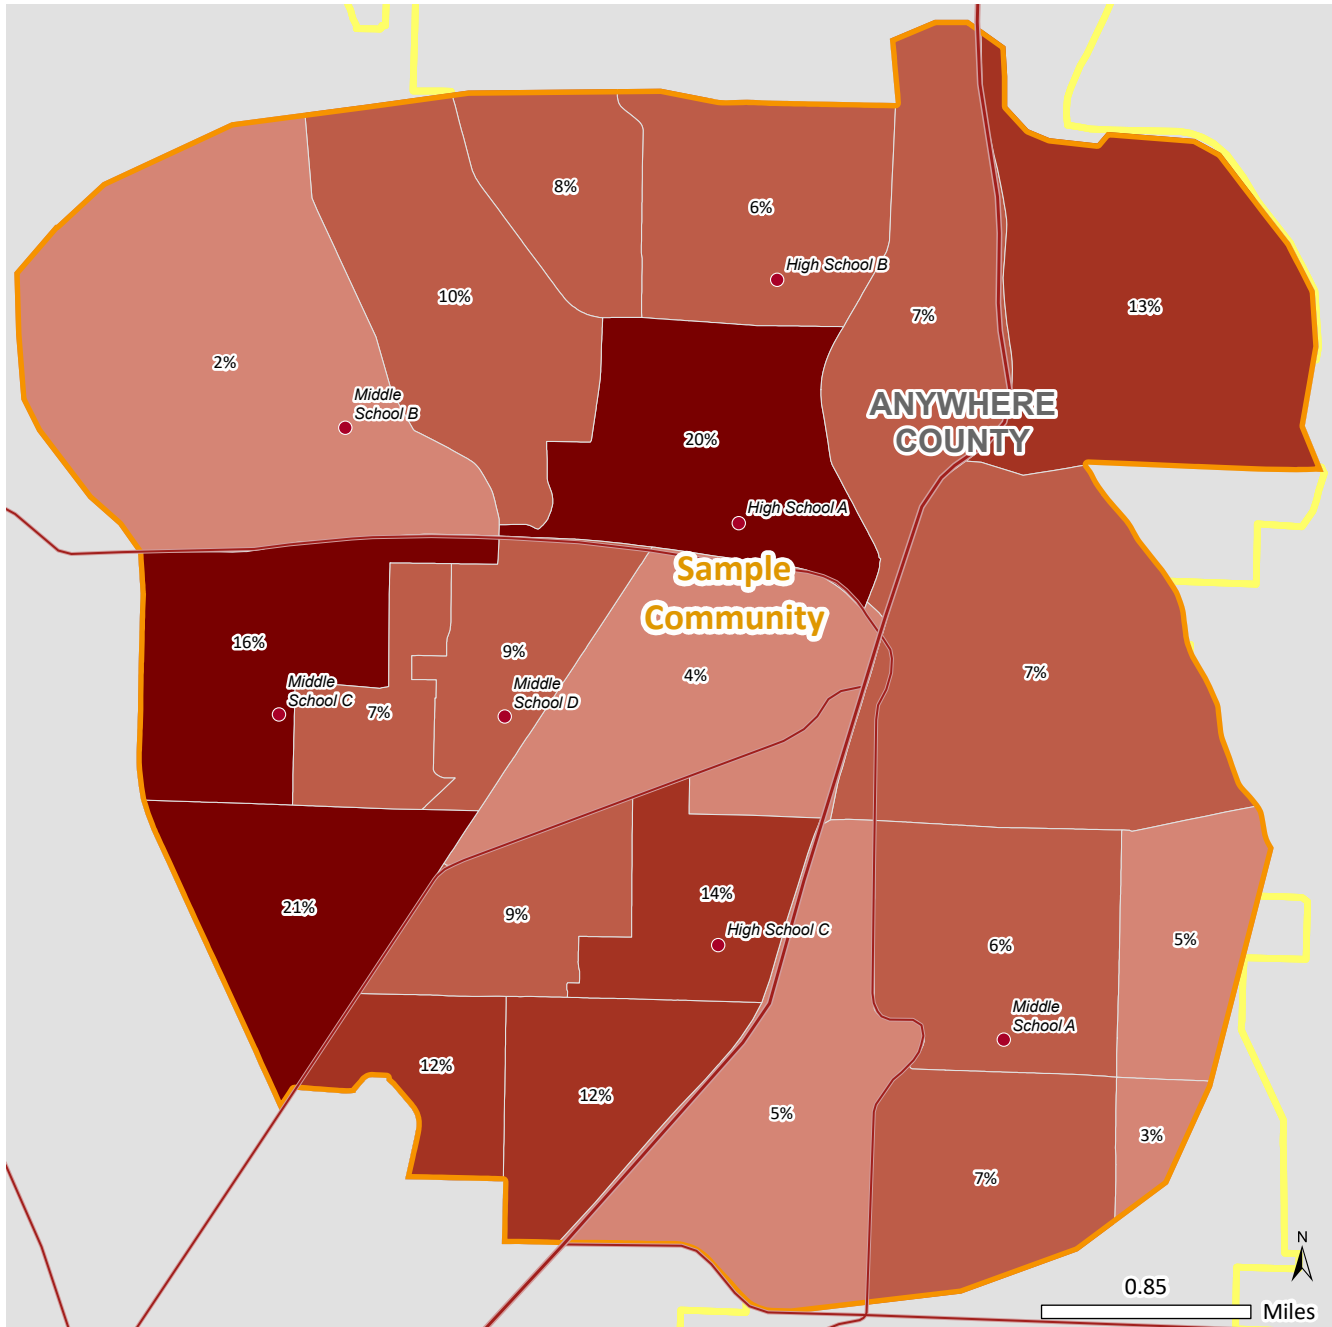 8%
6%
High School B
10%
7%
13%
2%
Middle
School B
ANYWHERE
COUNTY
20%
High School A
Sample
Community
16%
9%
4%
7%
Middle
School C
7%
Middle
School D
21%
9%
14%
High School C
6%
5%
Middle
School A
12%
12%
5%
3%
7%
N
0.85
Miles